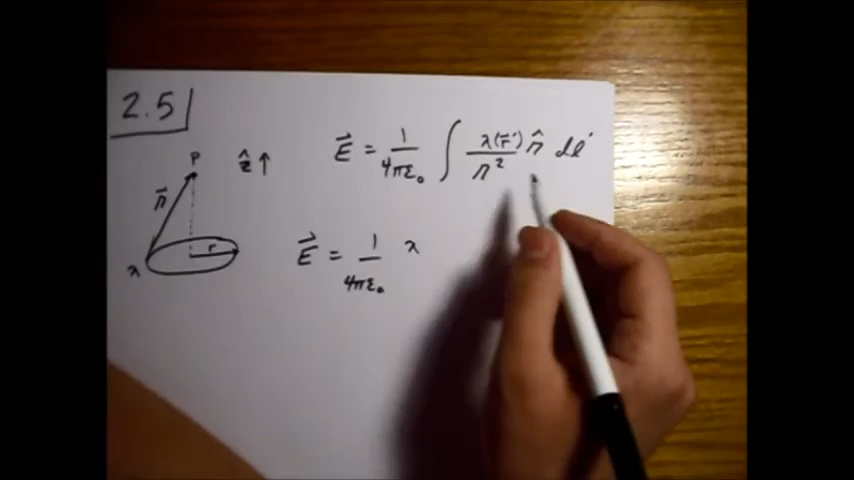 2.5
P
ẑ ↑
r
λ
E⃗ = 1/4πε₀ ∫ λ(r⃗′)/𝓇² 𝓇̂ dl′
𝓇⃗
E⃗ = 1/4πε₀ λ